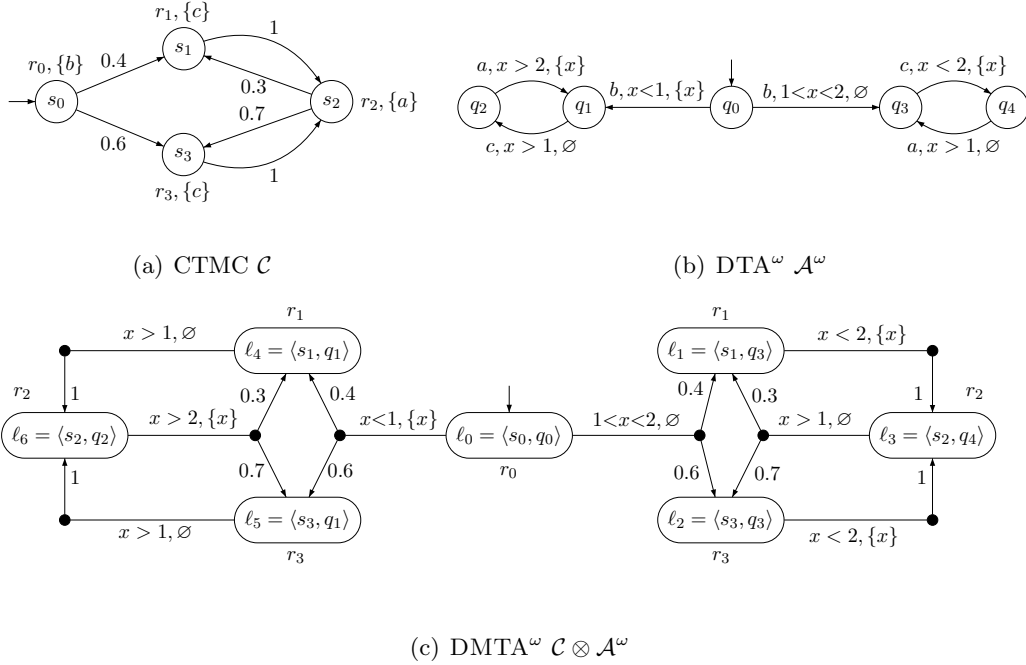 r₁, {c}
s₁
1
r₀, {b}
0.4
s₀
0.3
s₂
r₂, {a}
0.7
0.6
s₃
1
r₃, {c}
(a) CTMC 𝒞
a, x > 2, {x}
c, x < 2, {x}
b, x<1, {x}
b, 1<x<2, ∅
q₂
q₁
q₀
q₃
q₄
c, x > 1, ∅
a, x > 1, ∅
(b) DTA^ω 𝒜^ω
r₁
r₁
x > 1, ∅
ℓ₄ = ⟨s₁, q₁⟩
ℓ₁ = ⟨s₁, q₃⟩
x < 2, {x}
r₂
1
0.3
0.4
0.4
0.3
1
r₂
ℓ₆ = ⟨s₂, q₂⟩
x > 2, {x}
x<1, {x}
ℓ₀ = ⟨s₀, q₀⟩
1<x<2, ∅
x > 1, ∅
ℓ₃ = ⟨s₂, q₄⟩
r₀
1
0.7
0.6
0.6
0.7
1
x > 1, ∅
ℓ₅ = ⟨s₃, q₁⟩
ℓ₂ = ⟨s₃, q₃⟩
x < 2, {x}
r₃
r₃
(c) DMTA^ω 𝒞 ⊗ 𝒜^ω